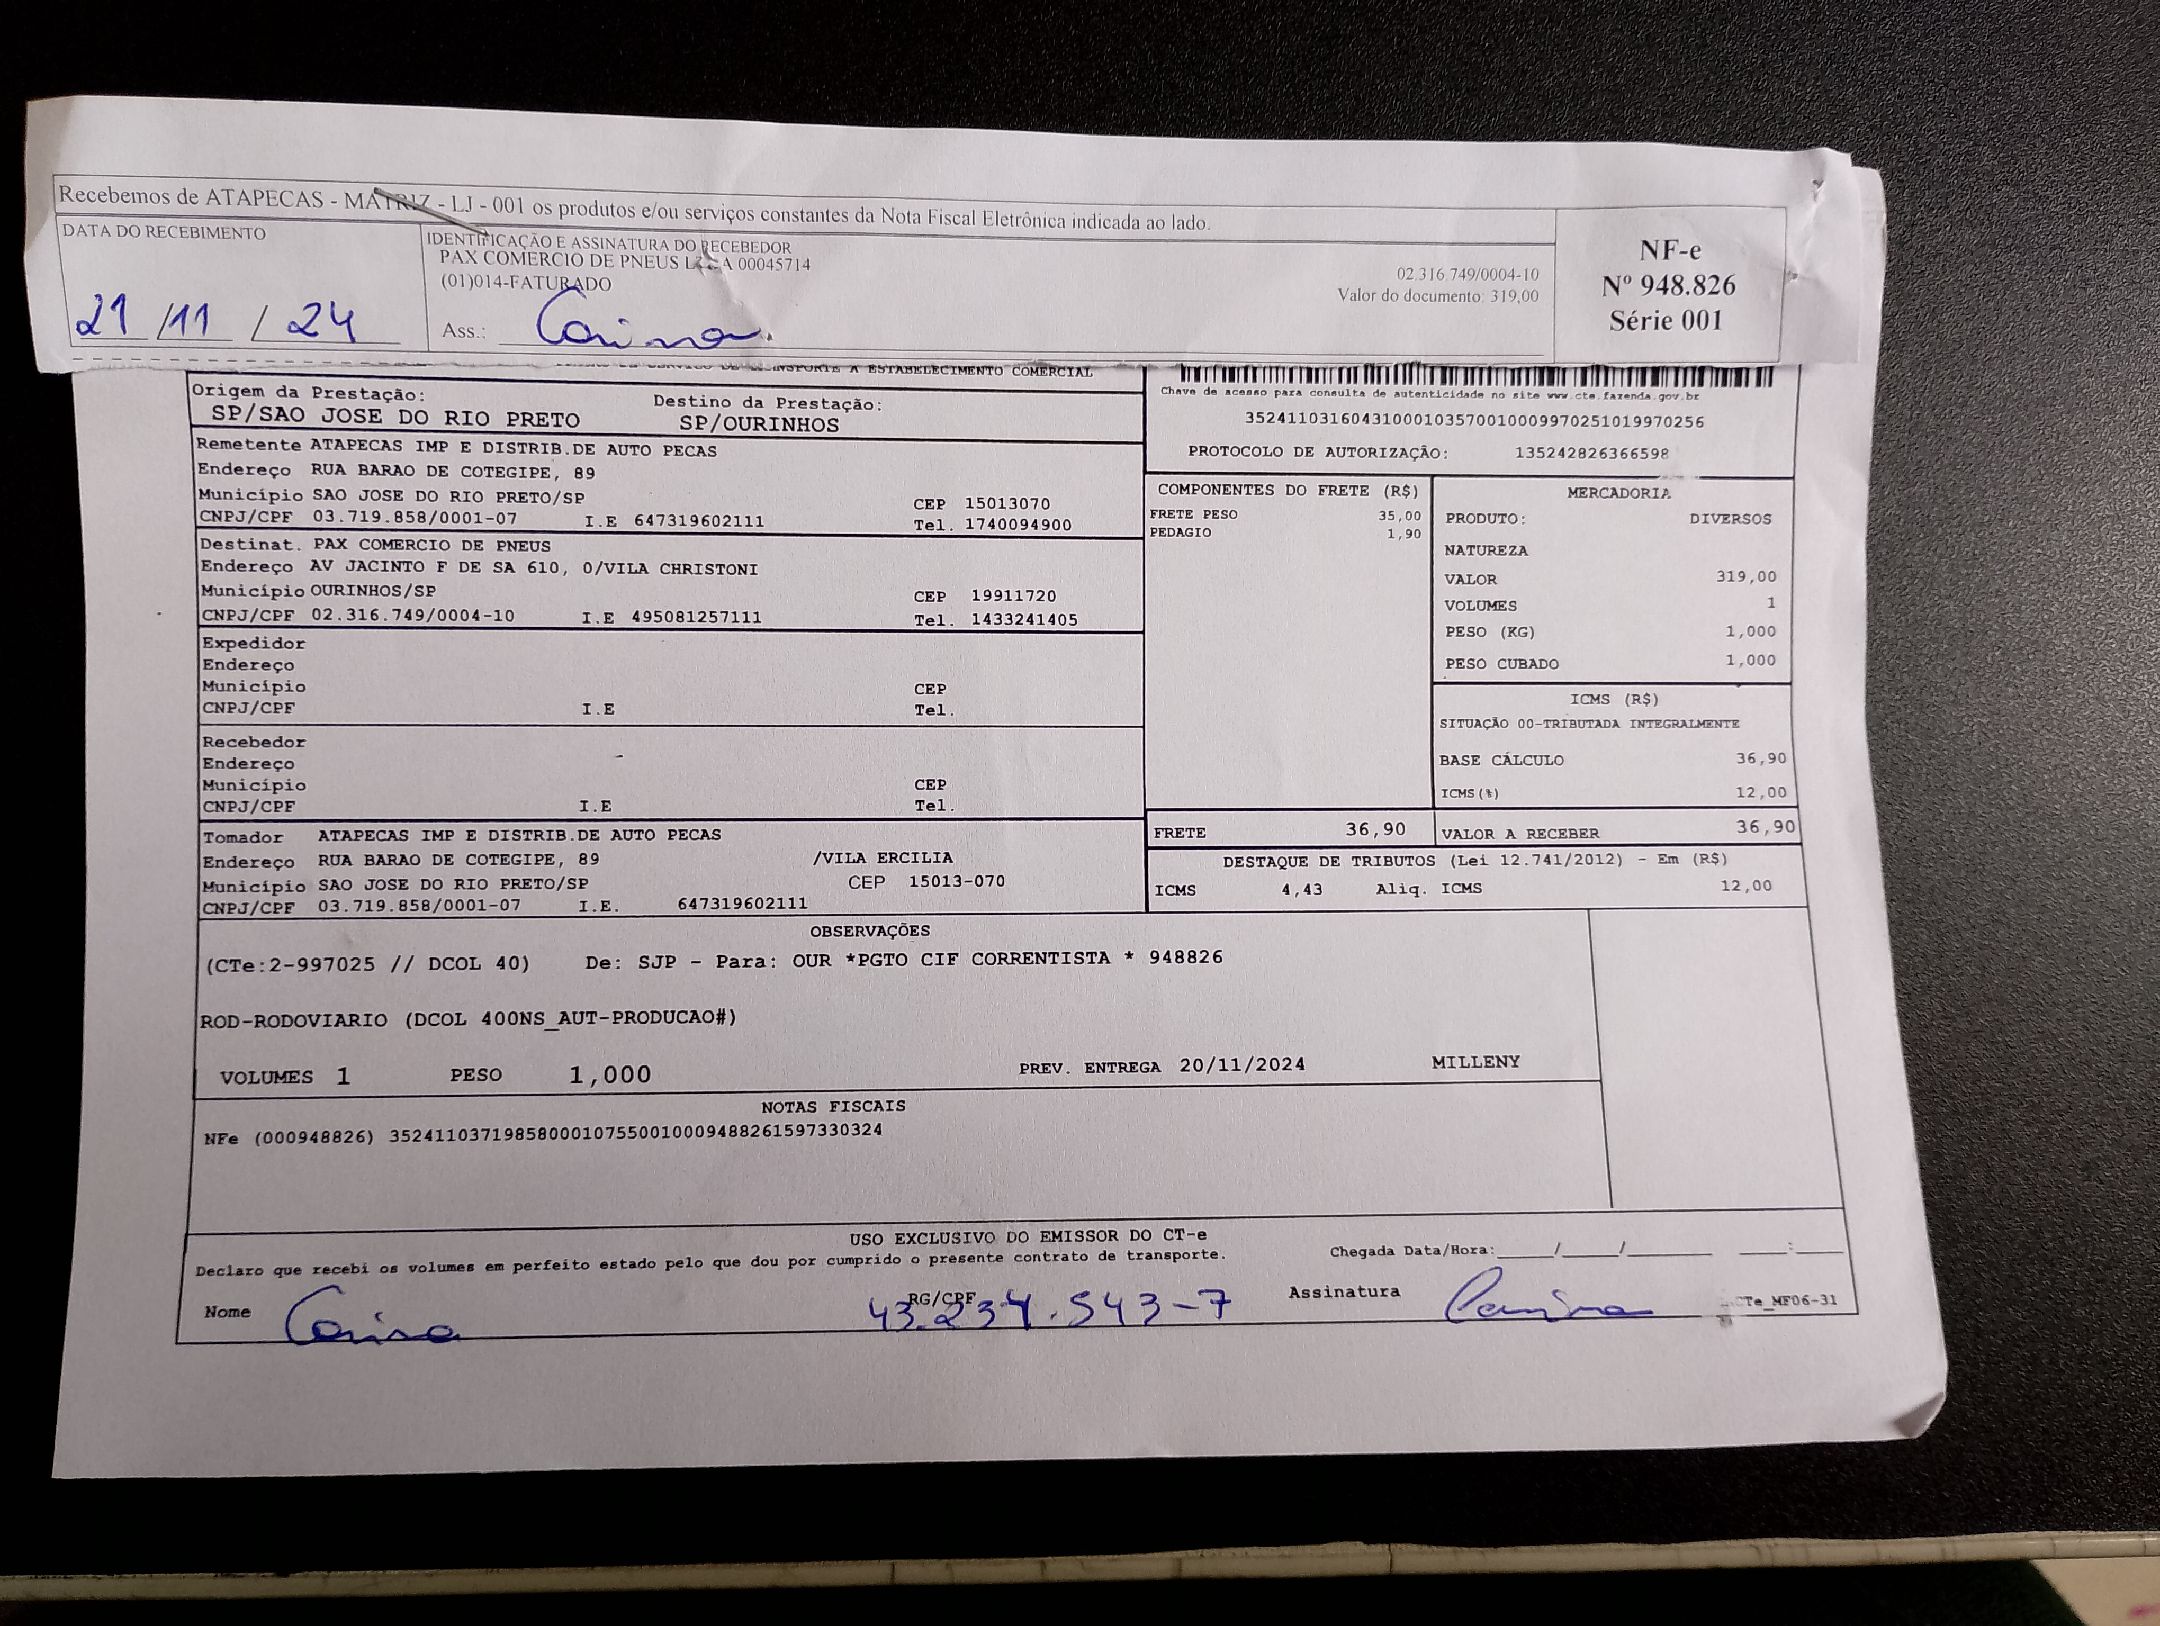 Recebemos de ATAPECAS - MATRIZ - LJ - 001 os produtos e/ou serviços constantes da Nota Fiscal Eletrônica indicada ao lado.
DATA DO RECEBIMENTO
21/11/24
IDENTIFICAÇÃO E ASSINATURA DO RECEBEDOR
PAX COMERCIO DE PNEUS LTDA 00045714
(01)014-FATURADO
02.316.749/0004-10
Valor do documento: 319,00
Ass.:
NF-e
Nº 948.826
Série 001
A ESTABELECIMENTO COMERCIAL
Origem da Prestação: Destino da Prestação:
SP/SAO JOSE DO RIO PRETO SP/OURINHOS
Remetente ATAPECAS IMP E DISTRIB.DE AUTO PECAS
Endereço RUA BARAO DE COTEGIPE, 89
Município SAO JOSE DO RIO PRETO/SP CEP 15013070
CNPJ/CPF 03.719.858/0001-07 I.E 647319602111 Tel. 1740094900
Destinat. PAX COMERCIO DE PNEUS
Endereço AV JACINTO F DE SA 610, 0/VILA CHRISTONI
Município OURINHOS/SP CEP 19911720
CNPJ/CPF 02.316.749/0004-10 I.E 495081257111 Tel. 1433241405
Expedidor
Endereço
Município CEP
CNPJ/CPF I.E Tel.
Recebedor
Endereço
Município CEP
CNPJ/CPF I.E Tel.
Tomador ATAPECAS IMP E DISTRIB.DE AUTO PECAS
Endereço RUA BARAO DE COTEGIPE, 89 /VILA ERCILIA
Município SAO JOSE DO RIO PRETO/SP CEP 15013-070
CNPJ/CPF 03.719.858/0001-07 I.E. 647319602111
Chave de acesso para consulta de autenticidade no site www.cte.fazenda.gov.br
35241103160431000103570010009970251019970256
PROTOCOLO DE AUTORIZAÇÃO: 135242826366598
COMPONENTES DO FRETE (R$)
FRETE PESO 35,00
PEDAGIO 1,90
MERCADORIA
PRODUTO: DIVERSOS
NATUREZA
VALOR 319,00
VOLUMES 1
PESO (KG) 1,000
PESO CUBADO 1,000
ICMS (R$)
SITUAÇÃO 00-TRIBUTADA INTEGRALMENTE
BASE CÁLCULO 36,90
ICMS(%) 12,00
FRETE 36,90 VALOR A RECEBER 36,90
DESTAQUE DE TRIBUTOS (Lei 12.741/2012) - Em (R$)
ICMS 4,43 Aliq. ICMS 12,00
OBSERVAÇÕES
(CTe:2-997025 // DCOL 40) De: SJP - Para: OUR *PGTO CIF CORRENTISTA * 948826
ROD-RODOVIARIO (DCOL 400NS_AUT-PRODUCAO#)
VOLUMES 1 PESO 1,000 PREV. ENTREGA 20/11/2024 MILLENY
NOTAS FISCAIS
NFe (000948826) 35241103719858000107550010009488261597330324
USO EXCLUSIVO DO EMISSOR DO CT-e
Declaro que recebi os volumes em perfeito estado pelo que dou por cumprido o presente contrato de transporte.
Chegada Data/Hora:____/____/______ ___:___
Nome RG/CPF 43.234.543-7 Assinatura CTe_MF06-31